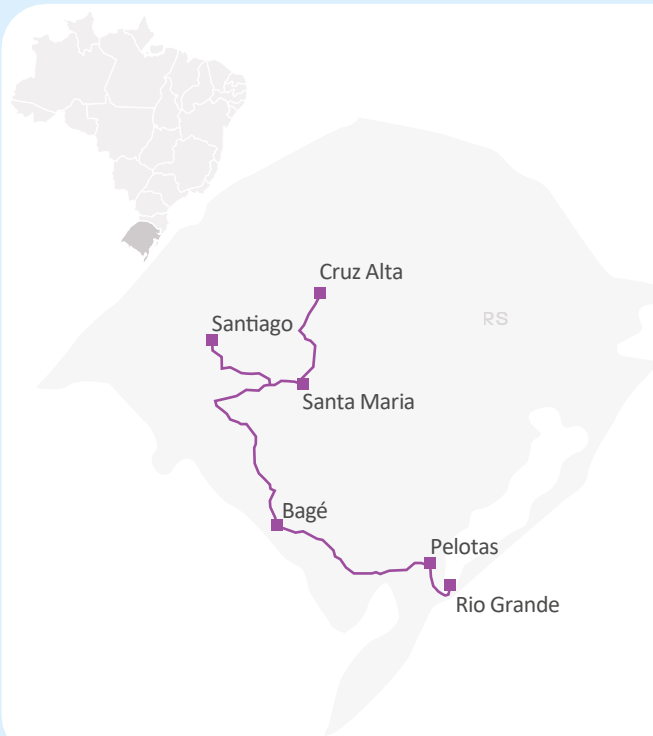 Cruz Alta
RS
Santiago
Santa Maria
Bagé
Pelotas
Rio Grande